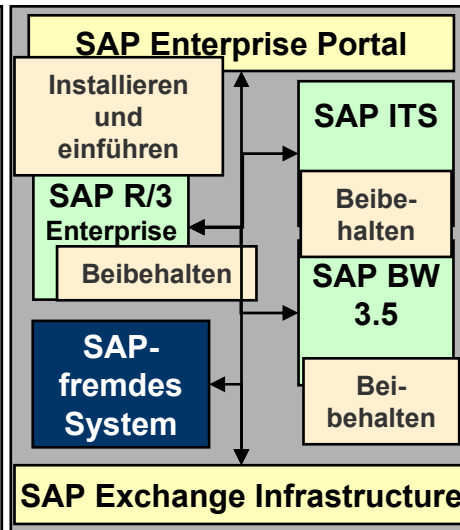 SAP Enterprise Portal
Installieren
und
einführen
SAP ITS
SAP R/3
Enterprise
Beibe-
halten
Beibehalten
SAP BW
3.5
SAP-
fremdes
System
Bei-
behalten
SAP Exchange Infrastructure